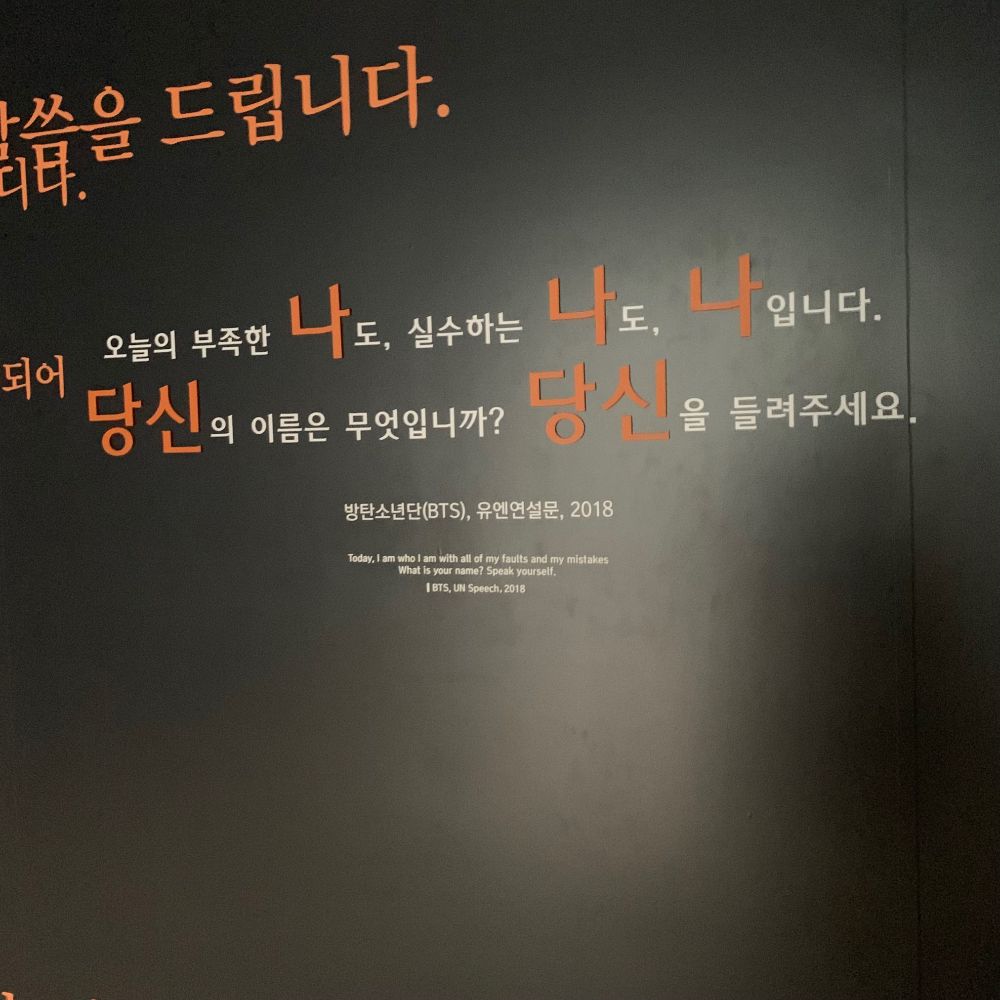 말씀을 드립니다.
니다.
오늘의 부족한 나도, 실수하는 나도, 나입니다.
되어
당신의 이름은 무엇입니까? 당신을 들려주세요.
방탄소년단(BTS), 유엔연설문, 2018
Today, I am who I am with all of my faults and my mistakes
What is your name? Speak yourself.
BTS, UN Speech, 2018